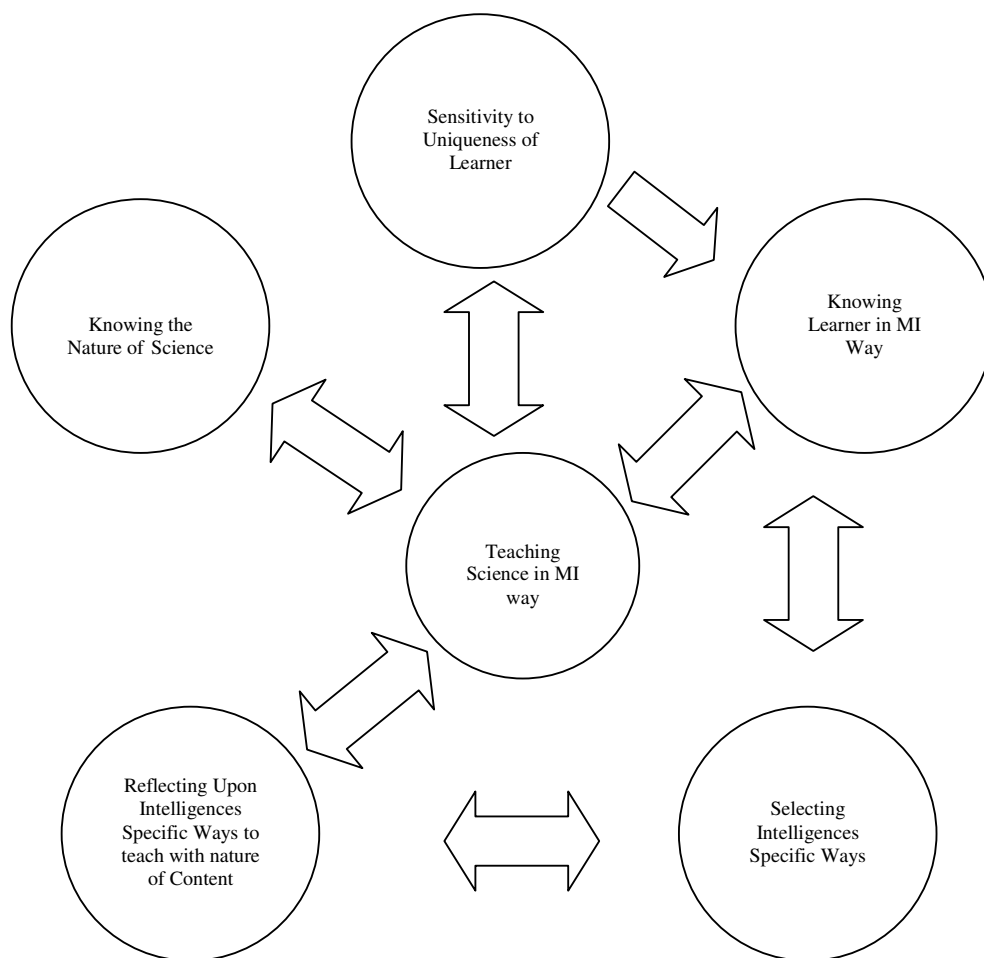 Sensitivity to
Uniqueness of
Learner
Knowing the
Nature of Science
Knowing
Learner in MI
Way
Teaching
Science in MI
way
Reflecting Upon
Intelligences
Specific Ways to
teach with nature
of Content
Selecting
Intelligences
Specific Ways